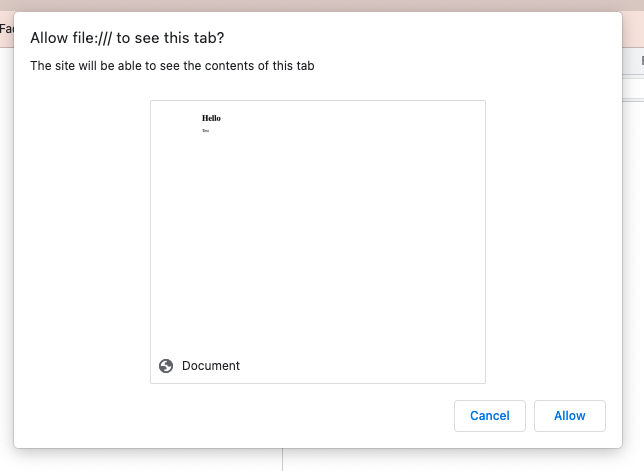 Fac
Allow file:/// to see this tab?
The site will be able to see the contents of this tab
Hello
Test
Document
Cancel
Allow